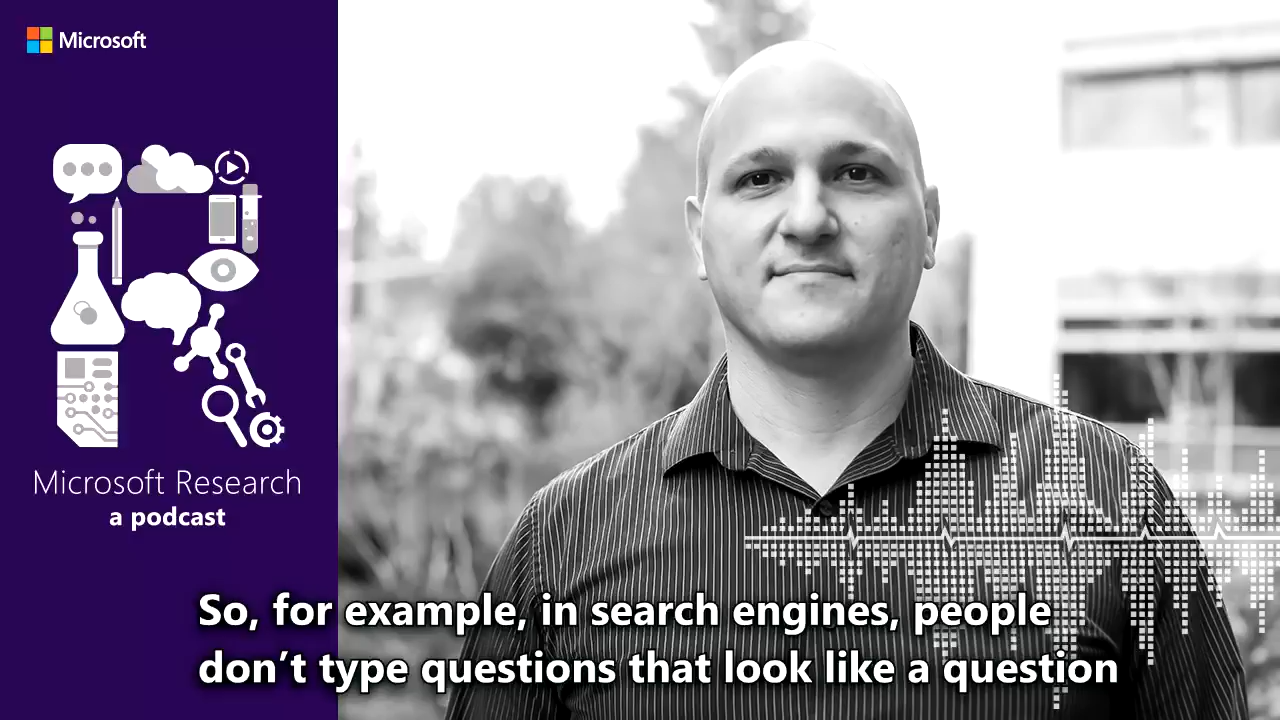 Microsoft
Microsoft Research
a podcast
So, for example, in search engines, people
don’t type questions that look like a question